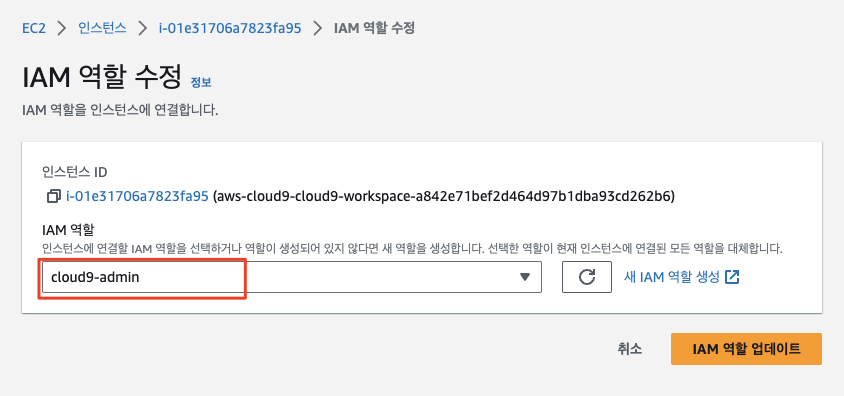 EC2 > 인스턴스 > i-01e31706a7823fa95 > IAM 역할 수정
IAM 역할 수정 정보
IAM 역할을 인스턴스에 연결합니다.
인스턴스 ID
i-01e31706a7823fa95 (aws-cloud9-cloud9-workspace-a842e71bef2d464d97b1dba93cd262b6)
IAM 역할
인스턴스에 연결할 IAM 역할을 선택하거나 역할이 생성되어 있지 않다면 새 역할을 생성합니다. 선택한 역할이 현재 인스턴스에 연결된 모든 역할을 대체합니다.
cloud9-admin
새 IAM 역할 생성
취소
IAM 역할 업데이트